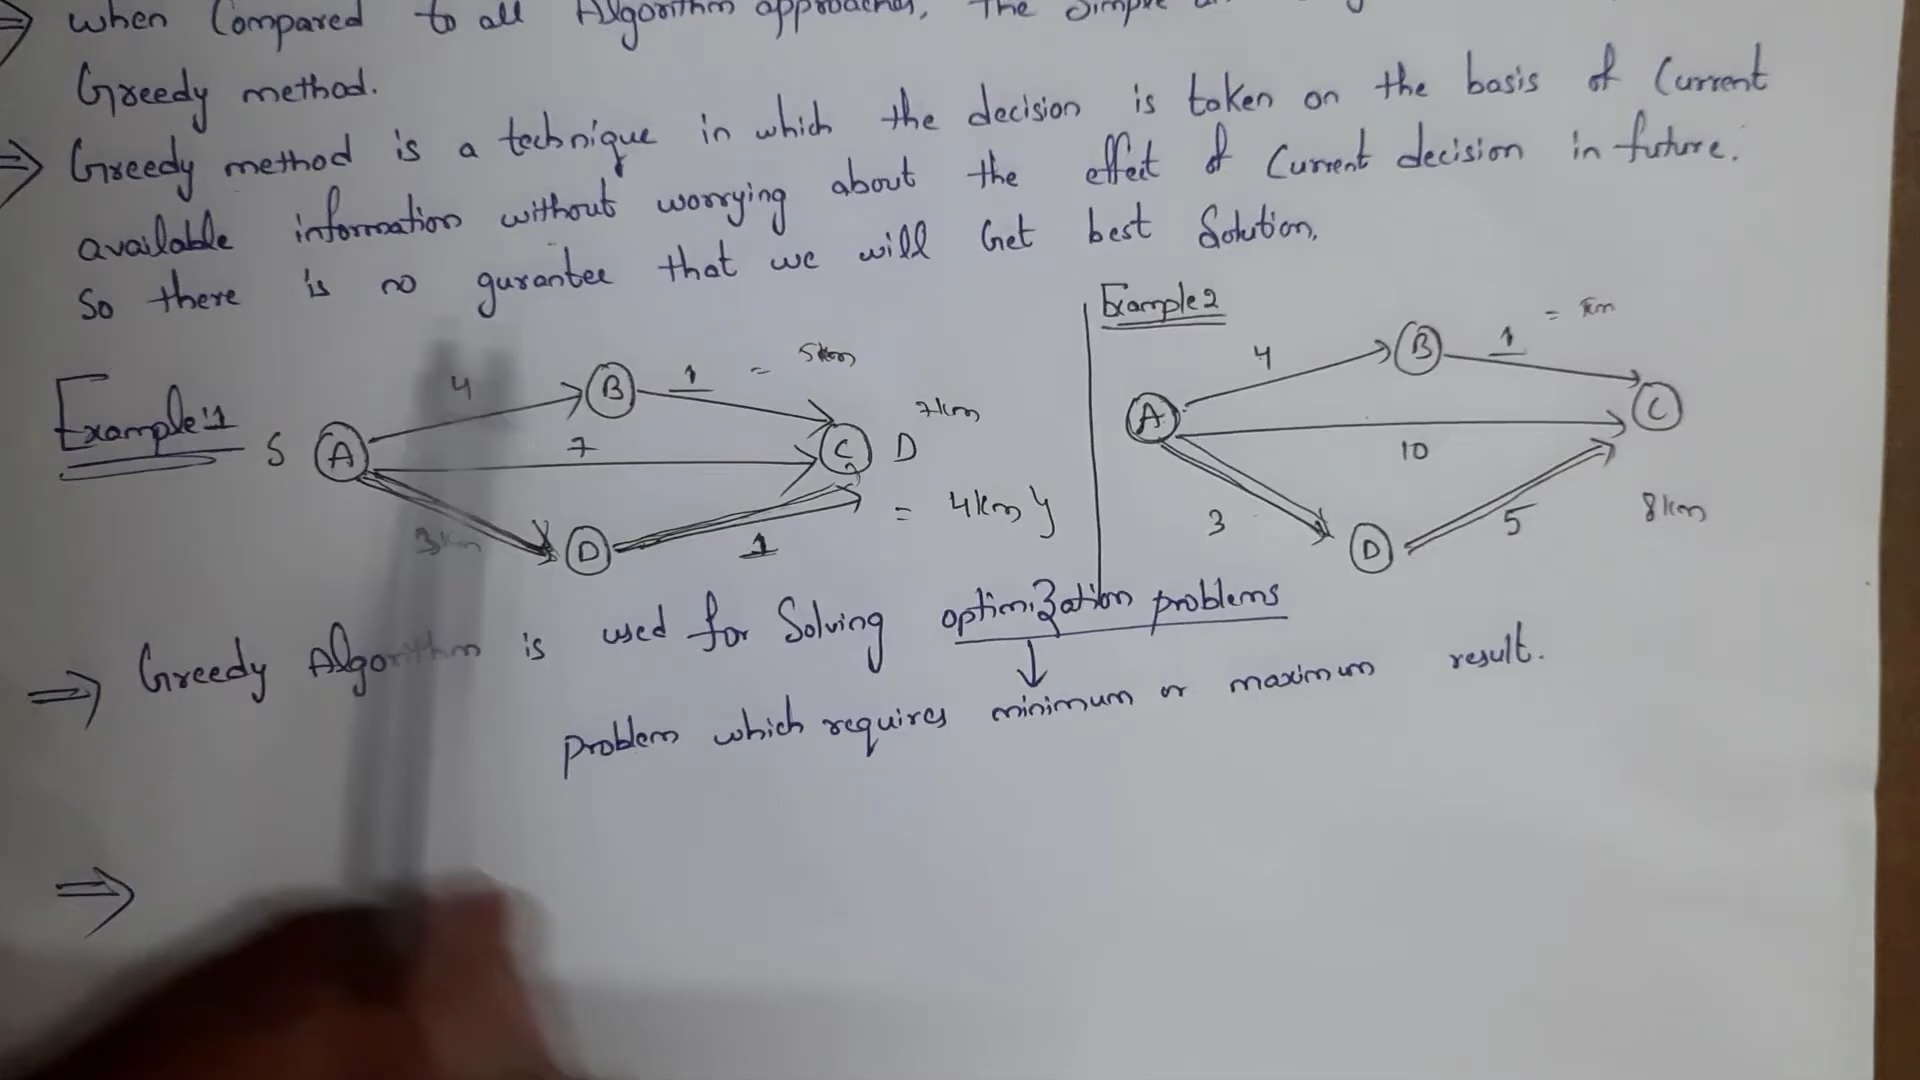 when Compared to all Algorithm approaches, The Simple
Greedy method.
⇒ Greedy method is a technique in which the decision is taken on the basis of Current
available information without worrying about the effect of Current decision in future.
So there is no gurantee that we will Get best Solution.
Example:1
S A 4 B 1 = 5km
7 C D 7km
3km D 1 = 4km
Example 2
A 4 B 1 = km
10 C
3 D 5 8km
⇒ Greedy Algorithm is used for Solving optimization problems
↓
problem which requires minimum or maximum result.
⇒